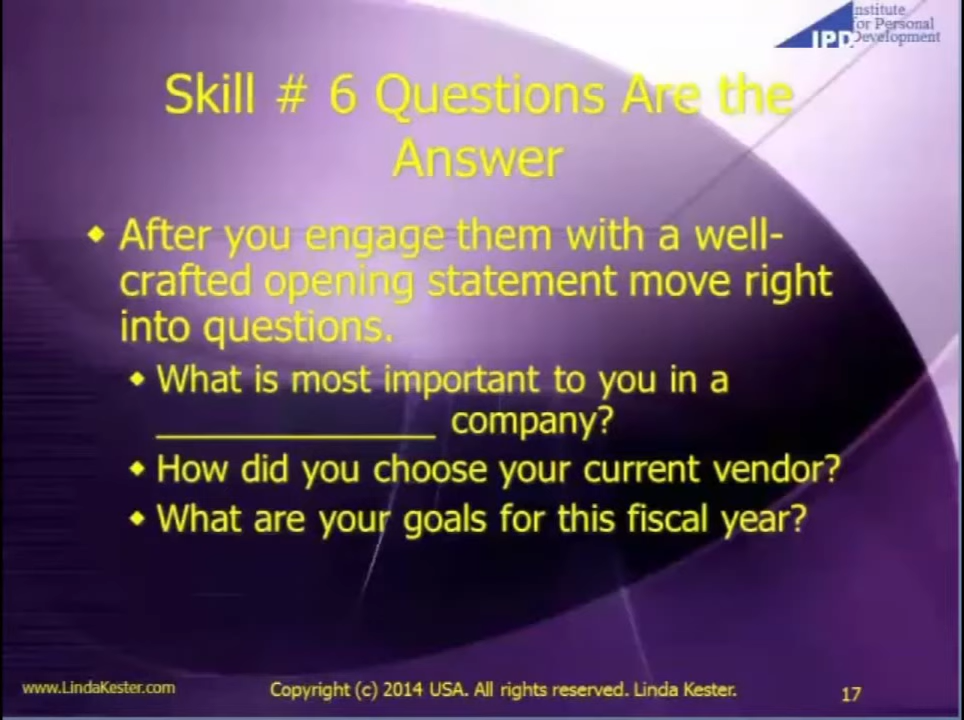 Institute
for Personal
IPD Development
Skill # 6 Questions Are the
Answer
After you engage them with a well-
crafted opening statement move right
into questions.
What is most important to you in a
______________ company?
How did you choose your current vendor?
What are your goals for this fiscal year?
www.LindaKester.com
Copyright (c) 2014 USA. All rights reserved. Linda Kester.
17